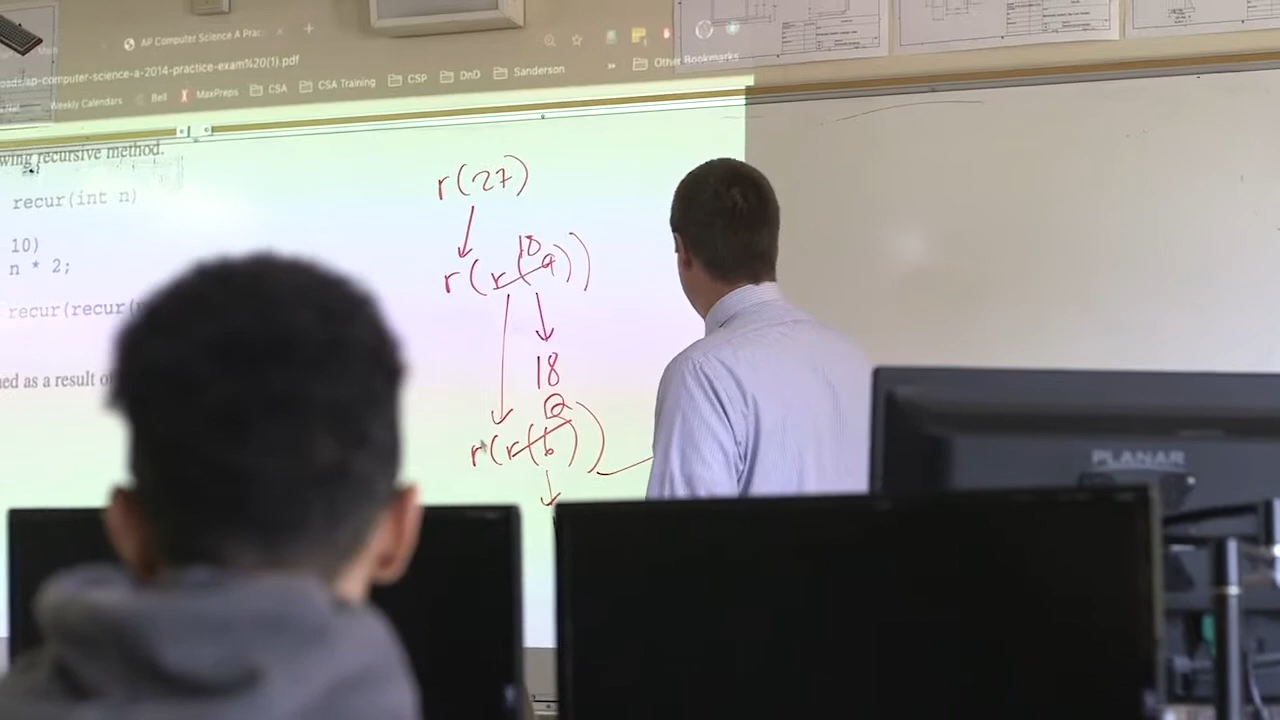 AP Computer Science A Prac
oads/ap-computer-science-a-2014-practice-exam%20(1).pdf
Weekly Calendars Bell MaxPreps CSA CSA Training CSP DnD Sanderson » Other Bookmarks
wing recursive method.
recur(int n)
10)
n * 2;
recur(recur(
ned as a result o
r(27)
18
r(r(9))
18
r(r(6))
PLANAR